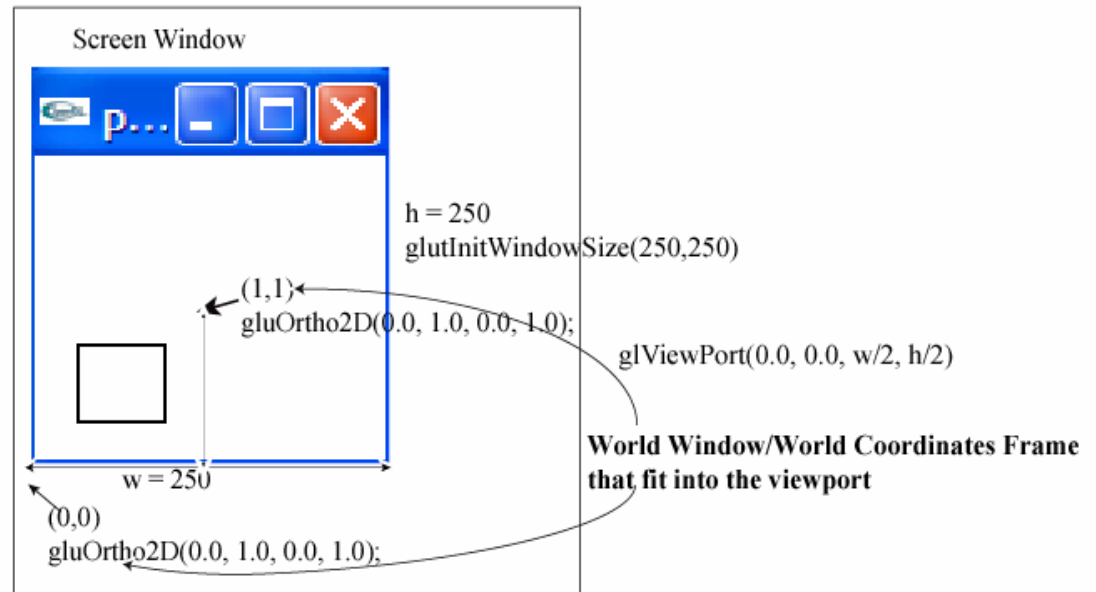 Screen Window
p...
h = 250
glutInitWindowSize(250,250)
(1,1)
gluOrtho2D(0.0, 1.0, 0.0, 1.0);
glViewPort(0.0, 0.0, w/2, h/2)
World Window/World Coordinates Frame
that fit into the viewport
w = 250
(0,0)
gluOrtho2D(0.0, 1.0, 0.0, 1.0);